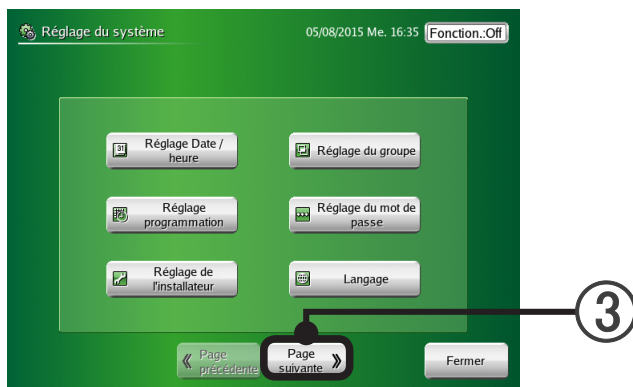 Réglage du système
05/08/2015 Me. 16:35 Fonction.:Off
31
Réglage Date /
heure
Réglage du groupe
Réglage
programmation
Réglage du mot de
passe
Réglage de
l'installateur
Langage
Page
précédente
Page
suivante
Fermer
3